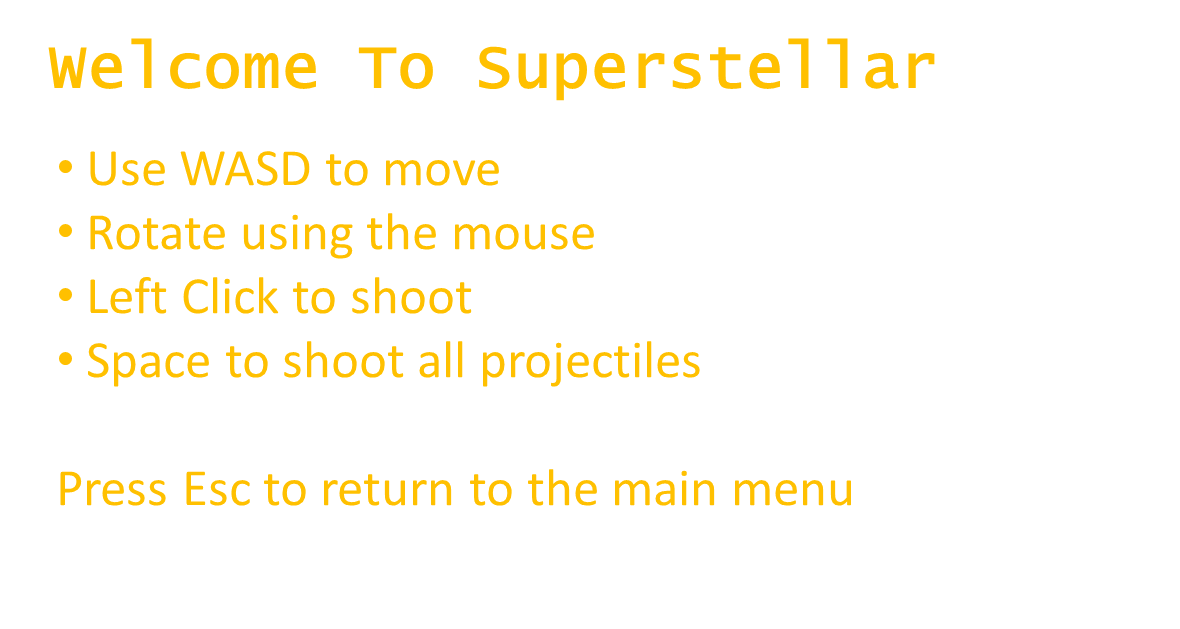 Welcome To Superstellar
• Use WASD to move
• Rotate using the mouse
• Left Click to shoot
• Space to shoot all projectiles
Press Esc to return to the main menu